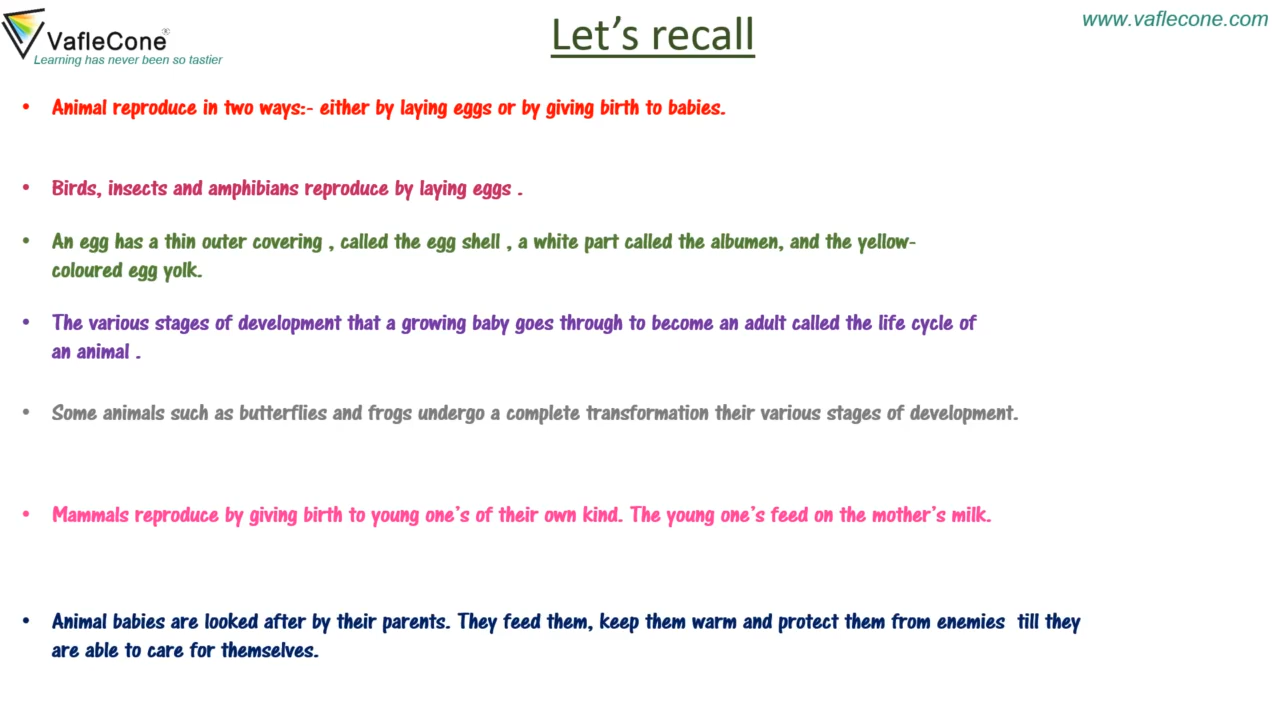 VafleCone®
Learning has never been so tastier
Let's recall
www.vaflecone.com
• Animal reproduce in two ways:- either by laying eggs or by giving birth to babies.
• Birds, insects and amphibians reproduce by laying eggs .
• An egg has a thin outer covering , called the egg shell , a white part called the albumen, and the yellow-
coloured egg yolk.
• The various stages of development that a growing baby goes through to become an adult called the life cycle of
an animal .
• Some animals such as butterflies and frogs undergo a complete transformation their various stages of development.
• Mammals reproduce by giving birth to young one's of their own kind. The young one's feed on the mother's milk.
• Animal babies are looked after by their parents. They feed them, keep them warm and protect them from enemies  till they
are able to care for themselves.